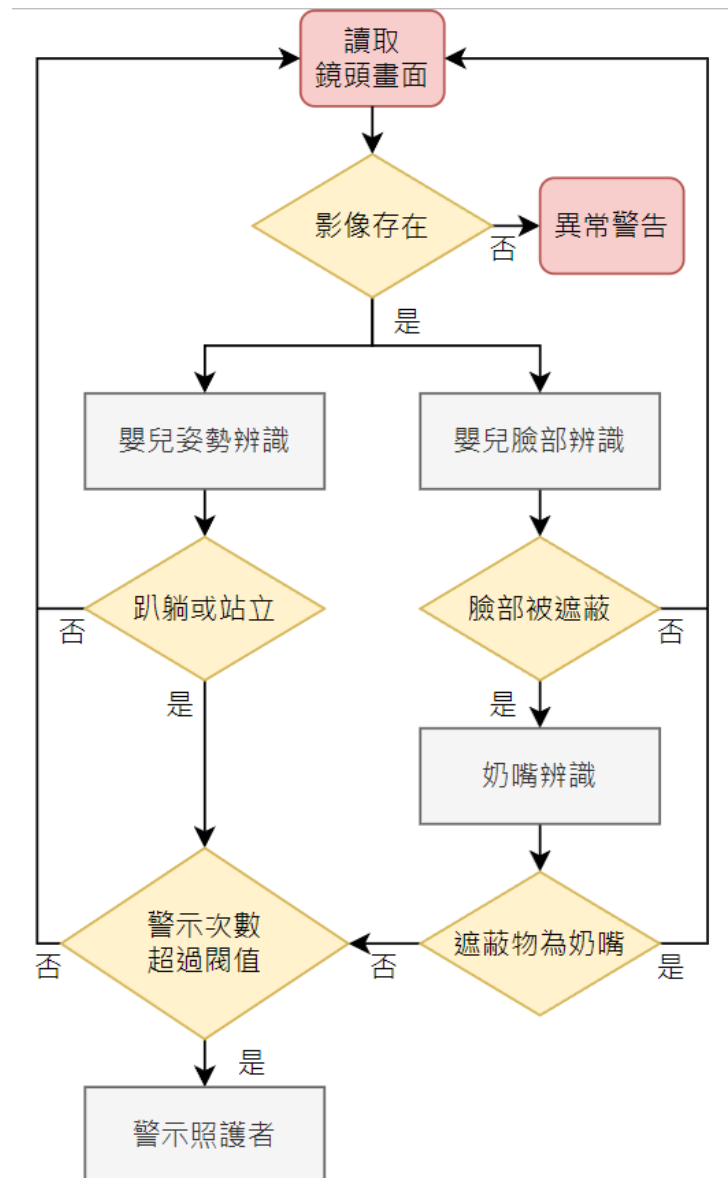 讀取
鏡頭畫面
影像存在
否
異常警告
是
嬰兒姿勢辨識
嬰兒臉部辨識
趴躺或站立
否
臉部被遮蔽
否
是
是
奶嘴辨識
警示次數
超過閥值
否
遮蔽物為奶嘴
否
是
是
警示照護者